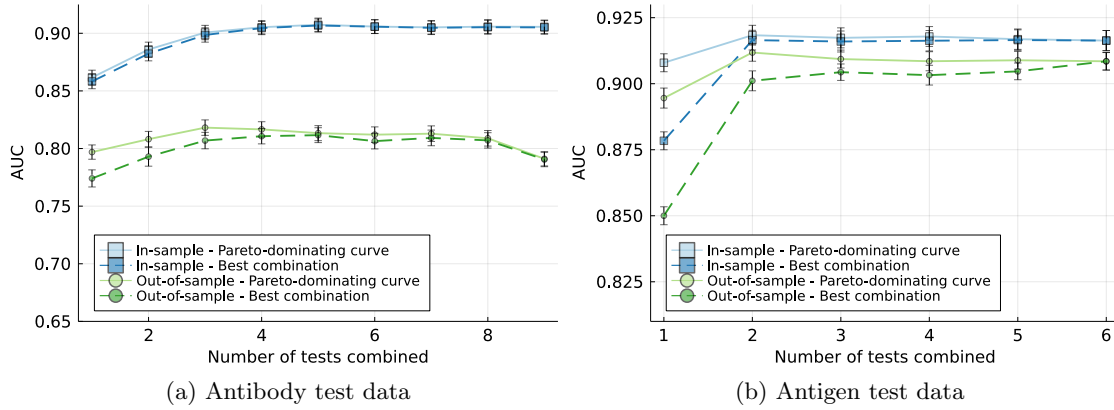 0.90
0.85
0.80
0.75
0.70
0.65
AUC
In-sample - Pareto-dominating curve
In-sample - Best combination
Out-of-sample - Pareto-dominating curve
Out-of-sample - Best combination
2 4 6 8
Number of tests combined
(a) Antibody test data
0.925
0.900
0.875
0.850
0.825
AUC
In-sample - Pareto-dominating curve
In-sample - Best combination
Out-of-sample - Pareto-dominating curve
Out-of-sample - Best combination
1 2 3 4 5 6
Number of tests combined
(b) Antigen test data